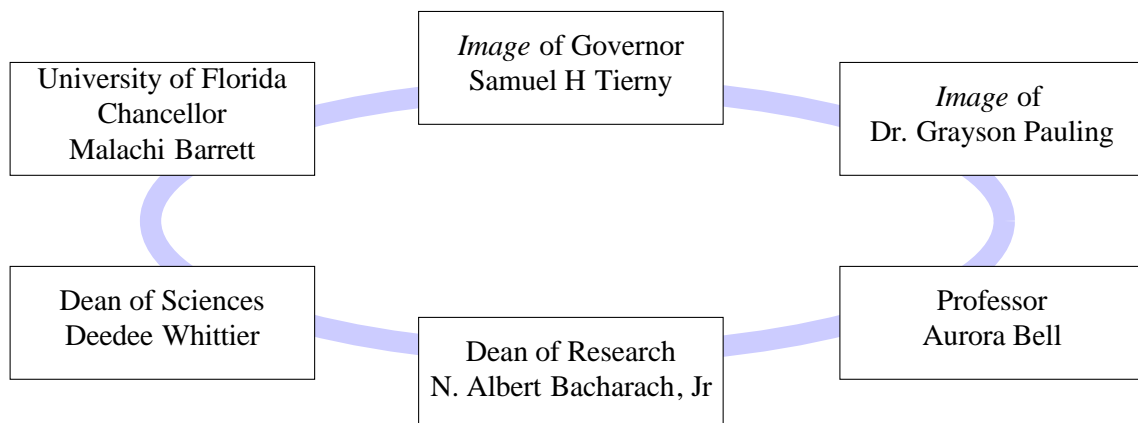 Image of Governor
Samuel H Tierny
University of Florida
Chancellor
Malachi Barrett
Image of
Dr. Grayson Pauling
Dean of Sciences
Deedee Whittier
Professor
Aurora Bell
Dean of Research
N. Albert Bacharach, Jr